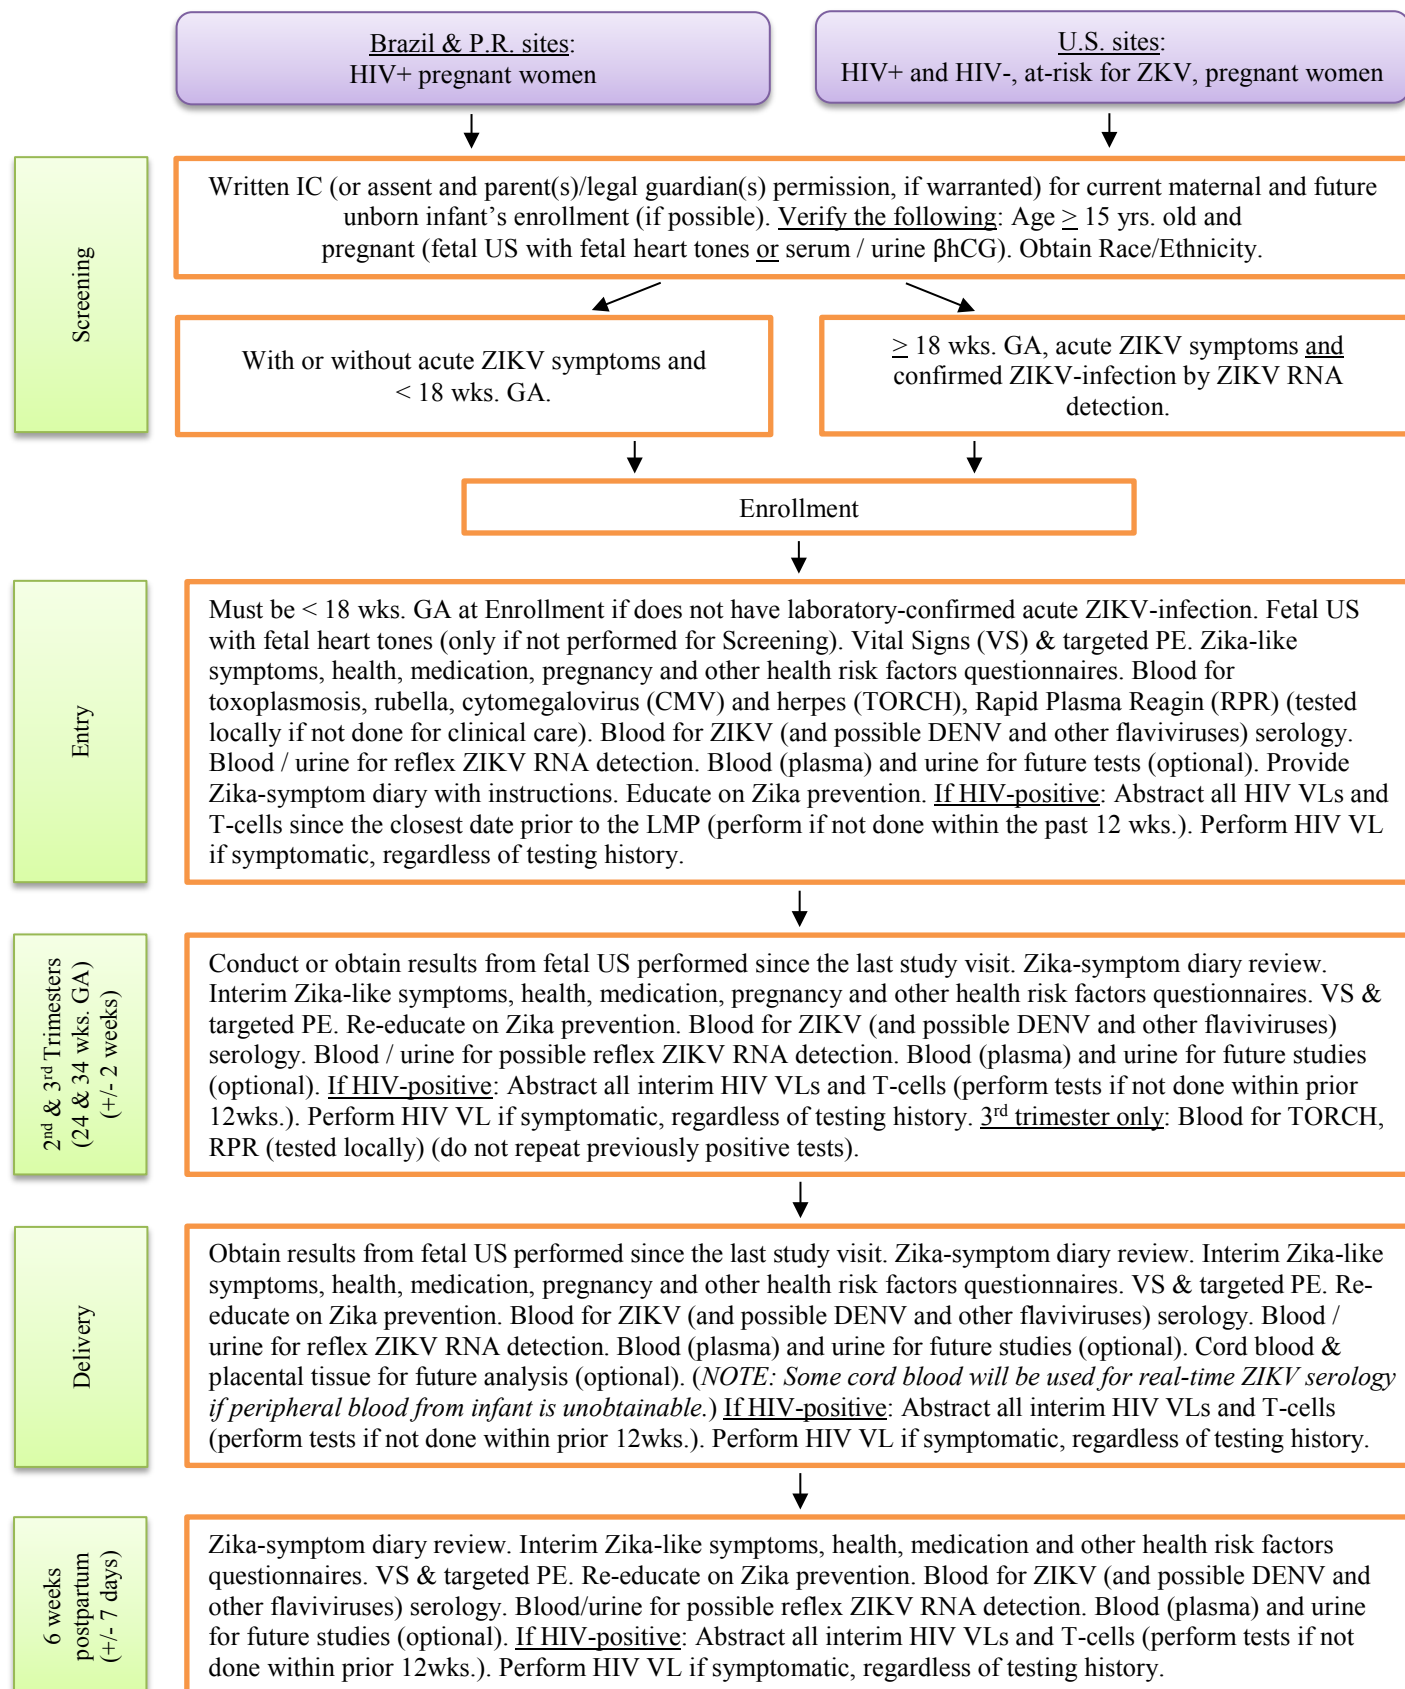 Brazil & P.R. sites:
HIV+ pregnant women
U.S. sites:
HIV+ and HIV-, at-risk for ZKV, pregnant women
Screening
Written IC (or assent and parent(s)/legal guardian(s) permission, if warranted) for current maternal and future
unborn infant’s enrollment (if possible). Verify the following: Age > 15 yrs. old and
pregnant (fetal US with fetal heart tones or serum / urine βhCG). Obtain Race/Ethnicity.
With or without acute ZIKV symptoms and
< 18 wks. GA.
> 18 wks. GA, acute ZIKV symptoms and
confirmed ZIKV-infection by ZIKV RNA
detection.
Enrollment
Entry
Must be < 18 wks. GA at Enrollment if does not have laboratory-confirmed acute ZIKV-infection. Fetal US
with fetal heart tones (only if not performed for Screening). Vital Signs (VS) & targeted PE. Zika-like
symptoms, health, medication, pregnancy and other health risk factors questionnaires. Blood for
toxoplasmosis, rubella, cytomegalovirus (CMV) and herpes (TORCH), Rapid Plasma Reagin (RPR) (tested
locally if not done for clinical care). Blood for ZIKV (and possible DENV and other flaviviruses) serology.
Blood / urine for reflex ZIKV RNA detection. Blood (plasma) and urine for future tests (optional). Provide
Zika-symptom diary with instructions. Educate on Zika prevention. If HIV-positive: Abstract all HIV VLs and
T-cells since the closest date prior to the LMP (perform if not done within the past 12 wks.). Perform HIV VL
if symptomatic, regardless of testing history.
2nd & 3rd Trimesters
(24 & 34 wks. GA)
(+/- 2 weeks)
Conduct or obtain results from fetal US performed since the last study visit. Zika-symptom diary review.
Interim Zika-like symptoms, health, medication, pregnancy and other health risk factors questionnaires. VS &
targeted PE. Re-educate on Zika prevention. Blood for ZIKV (and possible DENV and other flaviviruses)
serology. Blood / urine for possible reflex ZIKV RNA detection. Blood (plasma) and urine for future studies
(optional). If HIV-positive: Abstract all interim HIV VLs and T-cells (perform tests if not done within prior
12wks.). Perform HIV VL if symptomatic, regardless of testing history. 3rd trimester only: Blood for TORCH,
RPR (tested locally) (do not repeat previously positive tests).
Delivery
Obtain results from fetal US performed since the last study visit. Zika-symptom diary review. Interim Zika-like
symptoms, health, medication, pregnancy and other health risk factors questionnaires. VS & targeted PE. Re-
educate on Zika prevention. Blood for ZIKV (and possible DENV and other flaviviruses) serology. Blood /
urine for reflex ZIKV RNA detection. Blood (plasma) and urine for future studies (optional). Cord blood &
placental tissue for future analysis (optional). (NOTE: Some cord blood will be used for real-time ZIKV serology
if peripheral blood from infant is unobtainable.) If HIV-positive: Abstract all interim HIV VLs and T-cells
(perform tests if not done within prior 12wks.). Perform HIV VL if symptomatic, regardless of testing history.
6 weeks
postpartum
(+/- 7 days)
Zika-symptom diary review. Interim Zika-like symptoms, health, medication and other health risk factors
questionnaires. VS & targeted PE. Re-educate on Zika prevention. Blood for ZIKV (and possible DENV and
other flaviviruses) serology. Blood/urine for possible reflex ZIKV RNA detection. Blood (plasma) and urine
for future studies (optional). If HIV-positive: Abstract all interim HIV VLs and T-cells (perform tests if not
done within prior 12wks.). Perform HIV VL if symptomatic, regardless of testing history.